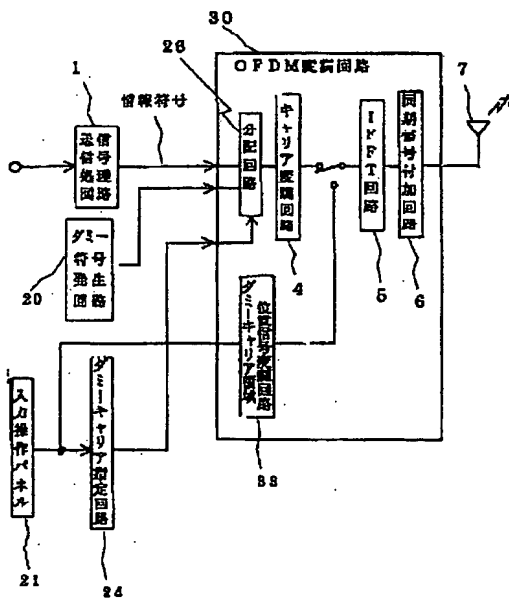 30
26
OFDM変調回路
1
7
情報符号
送信信号処理回路
分配回路
キャリア変調回路
IFFT回路
同期信号付加回路
ダミー符号発生回路
20
4
5
6
ダミーキャリア領域位置信号変調回路
33
入力操作パネル
ダミーキャリア指定回路
21
24